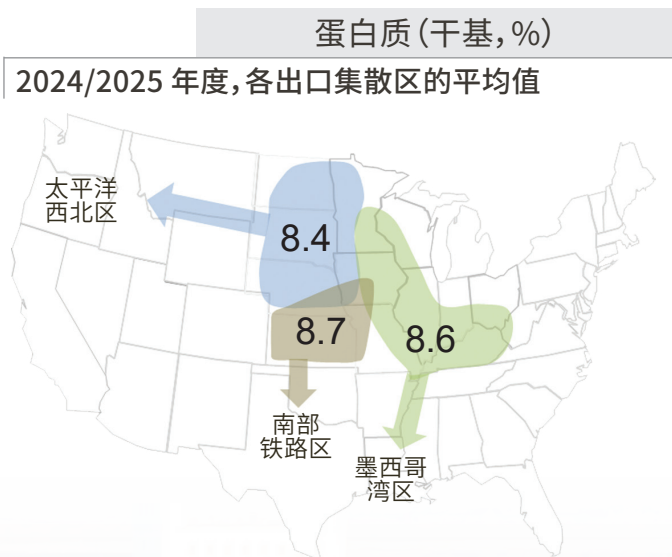 蛋白质(干基,%)
2024/2025 年度,各出口集散区的平均值
太平洋
西北区
8.4
8.7
8.6
南部
铁路区
墨西哥
湾区